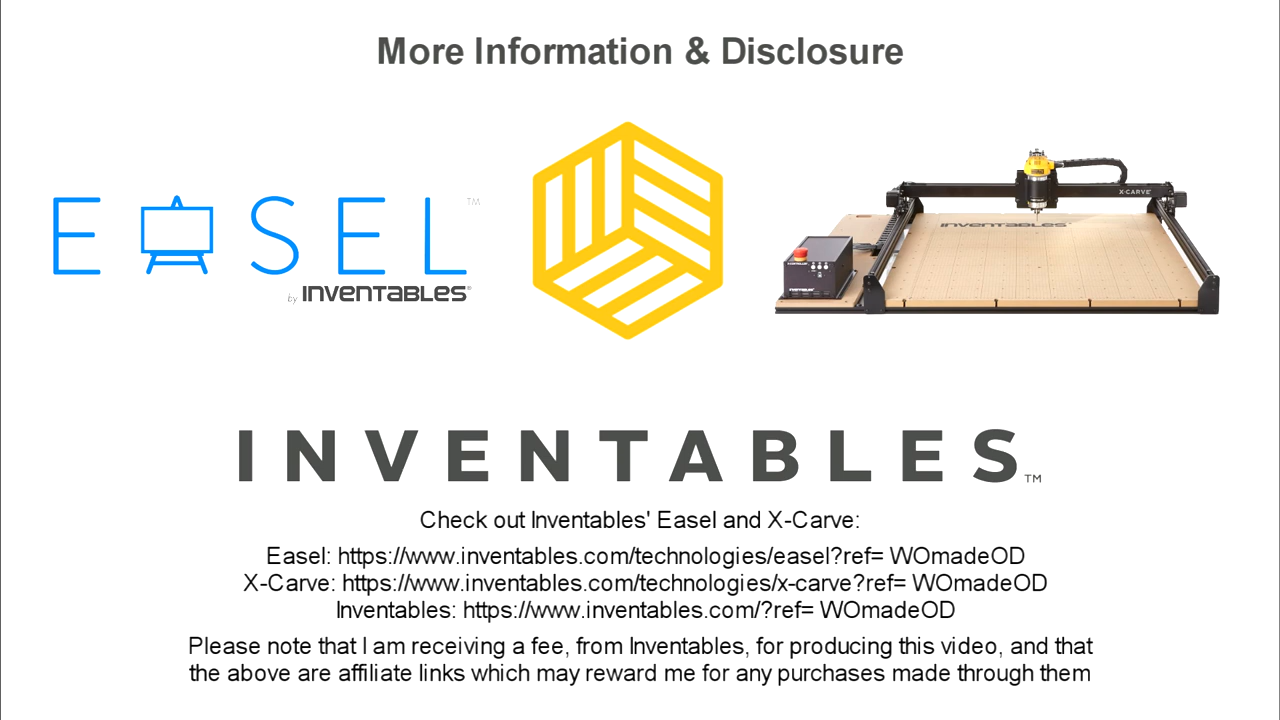 More Information & Disclosure
EASEL™
by INVENTABLES®
X-CARVE
INVENTABLES
INVENTABLES™
Check out Inventables' Easel and X-Carve:
Easel: https://www.inventables.com/technologies/easel?ref= WOmadeOD
X-Carve: https://www.inventables.com/technologies/x-carve?ref= WOmadeOD
Inventables: https://www.inventables.com/?ref= WOmadeOD
Please note that I am receiving a fee, from Inventables, for producing this video, and that
the above are affiliate links which may reward me for any purchases made through them